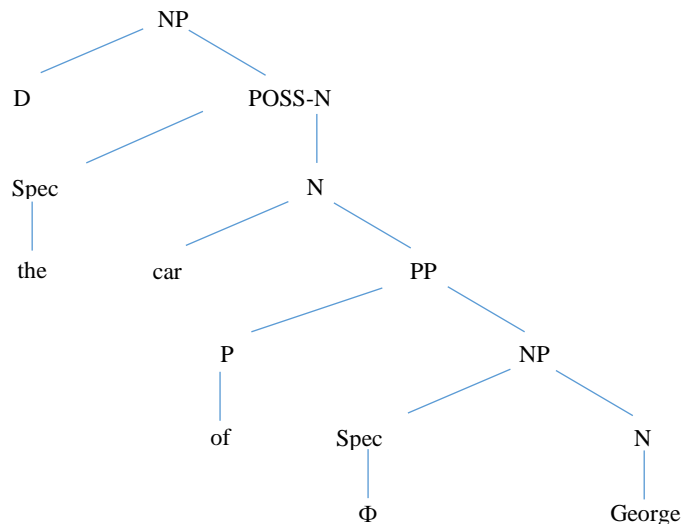 NP
D POSS-N
Spec N
the car PP
P NP
of Spec N
Φ George